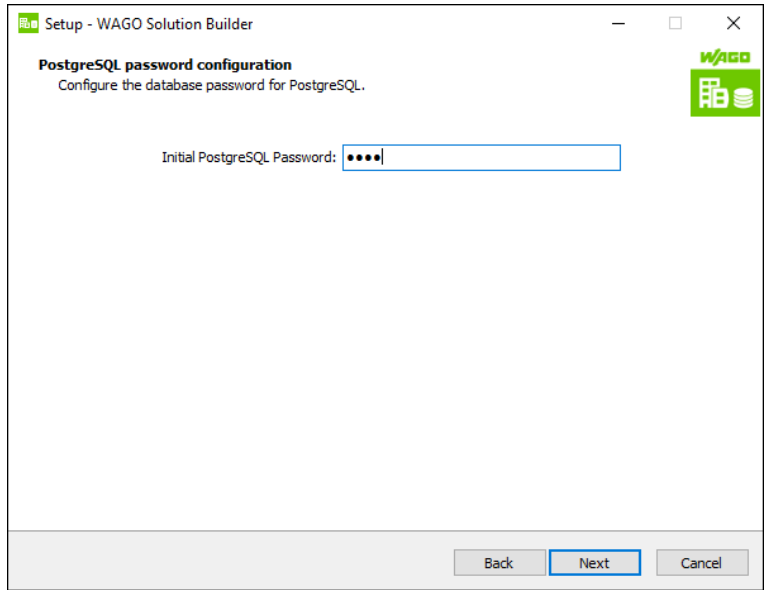 Setup - WAGO Solution Builder
PostgreSQL password configuration
Configure the database password for PostgreSQL.
WAGO
Initial PostgreSQL Password: ••••
Back Next Cancel